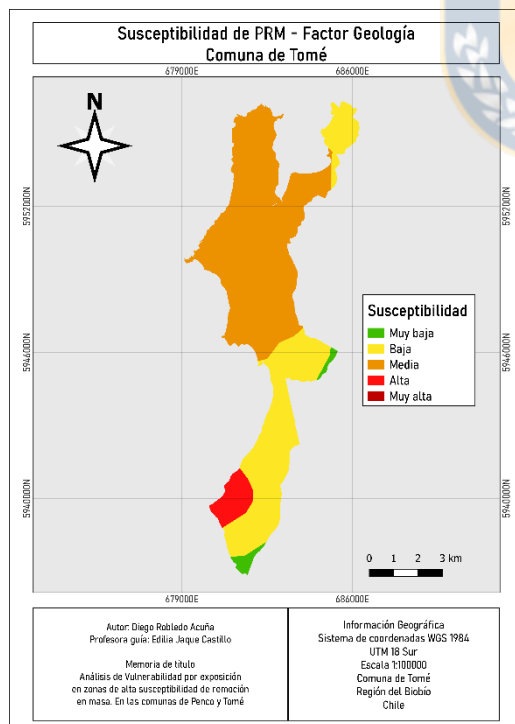 Susceptibilidad de PRM - Factor Geología
Comuna de Tomé
679000E
686000E
N
5952000N
5952000N
Susceptibilidad
Muy baja
Baja
Media
Alta
Muy alta
5946000N
5946000N
5940000N
5940000N
0 1 2 3 km
679000E
686000E
Autor: Diego Robledo Acuña
Profesora guía: Edilia Jaque Castillo
Memoria de título
Análisis de Vulnerabilidad por exposición
en zonas de alta susceptibilidad de remoción
en masa. En las comunas de Penco y Tomé
Información Geográfica
Sistema de coordenadas WGS 1984
UTM 18 Sur
Escala 1:100000
Comuna de Tomé
Región del Biobío
Chile